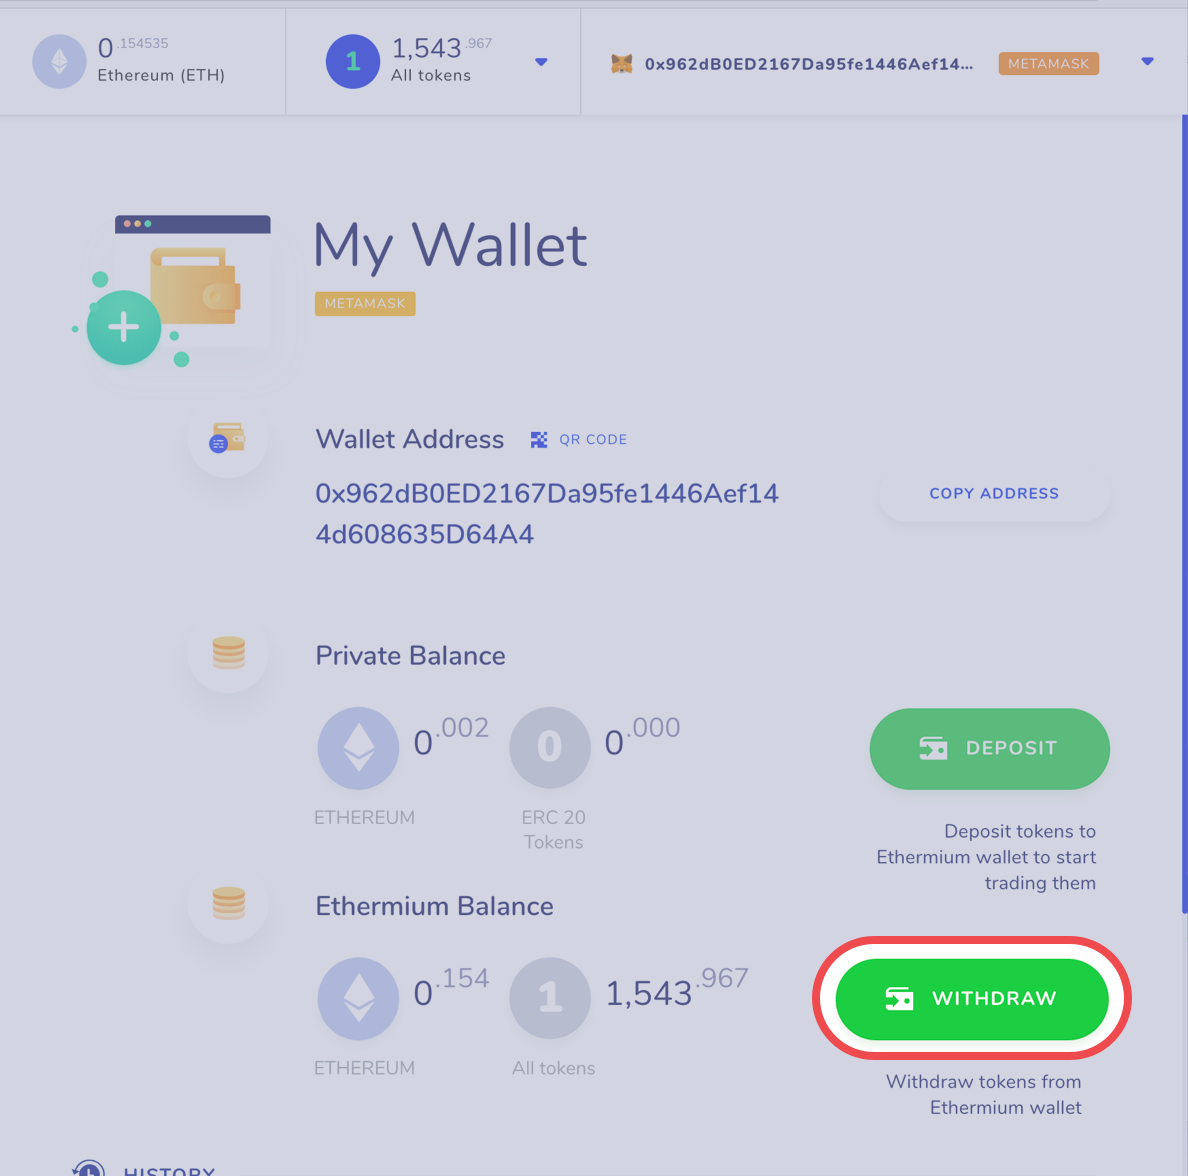 0.154535
Ethereum (ETH)
1
1,543.967
All tokens
0x962dB0ED2167Da95fe1446Aef14...
METAMASK
My Wallet
METAMASK
Wallet Address
QR CODE
0x962dB0ED2167Da95fe1446Aef14
4d608635D64A4
COPY ADDRESS
Private Balance
0.002
0
0.000
DEPOSIT
ETHEREUM
ERC 20
Tokens
Deposit tokens to
Ethermium wallet to start
trading them
Ethermium Balance
0.154
1
1,543.967
WITHDRAW
ETHEREUM
All tokens
Withdraw tokens from
Ethermium wallet
HISTORY